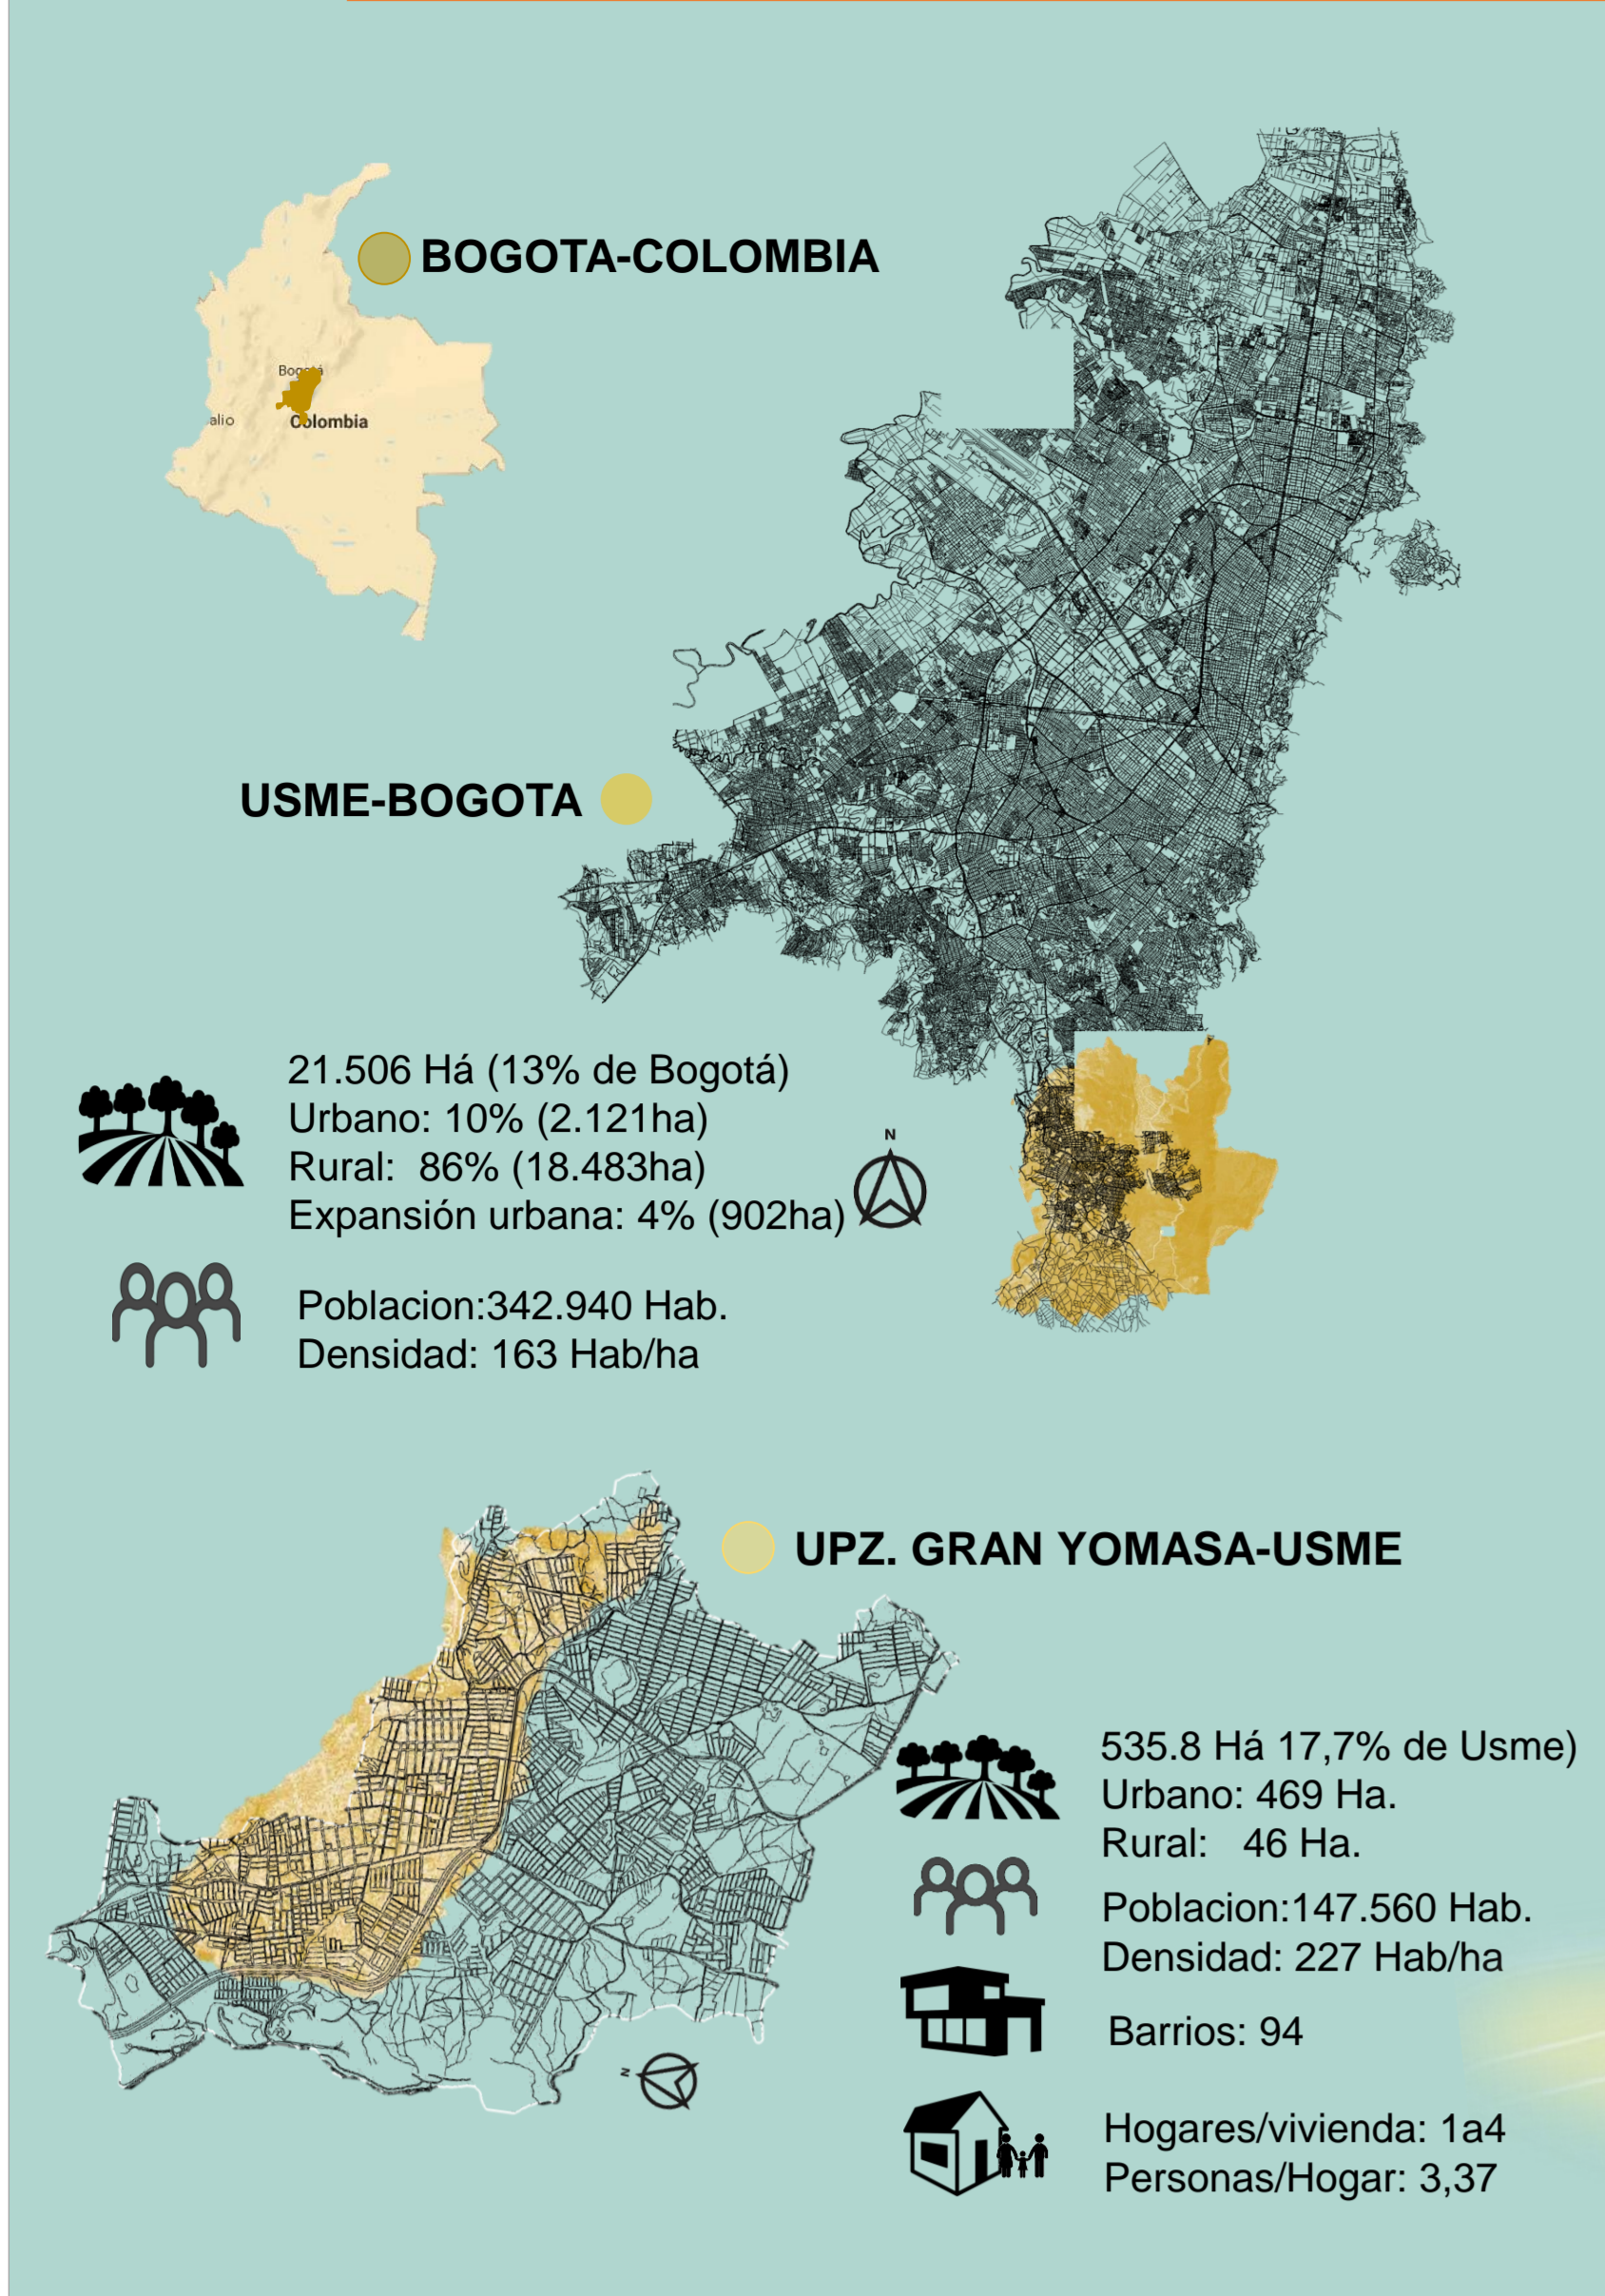 BOGOTA-COLOMBIA
Bogotá
alio
Colombia
USME-BOGOTA
21.506 Há (13% de Bogotá)
Urbano: 10% (2.121ha)
Rural:  86% (18.483ha)
Expansión urbana: 4% (902ha)
N
Poblacion:342.940 Hab.
Densidad: 163 Hab/ha
UPZ. GRAN YOMASA-USME
535.8 Há 17,7% de Usme)
Urbano: 469 Ha.
Rural:   46 Ha.
Poblacion:147.560 Hab.
Densidad: 227 Hab/ha
Barrios: 94
N
Hogares/vivienda: 1a4
Personas/Hogar: 3,37